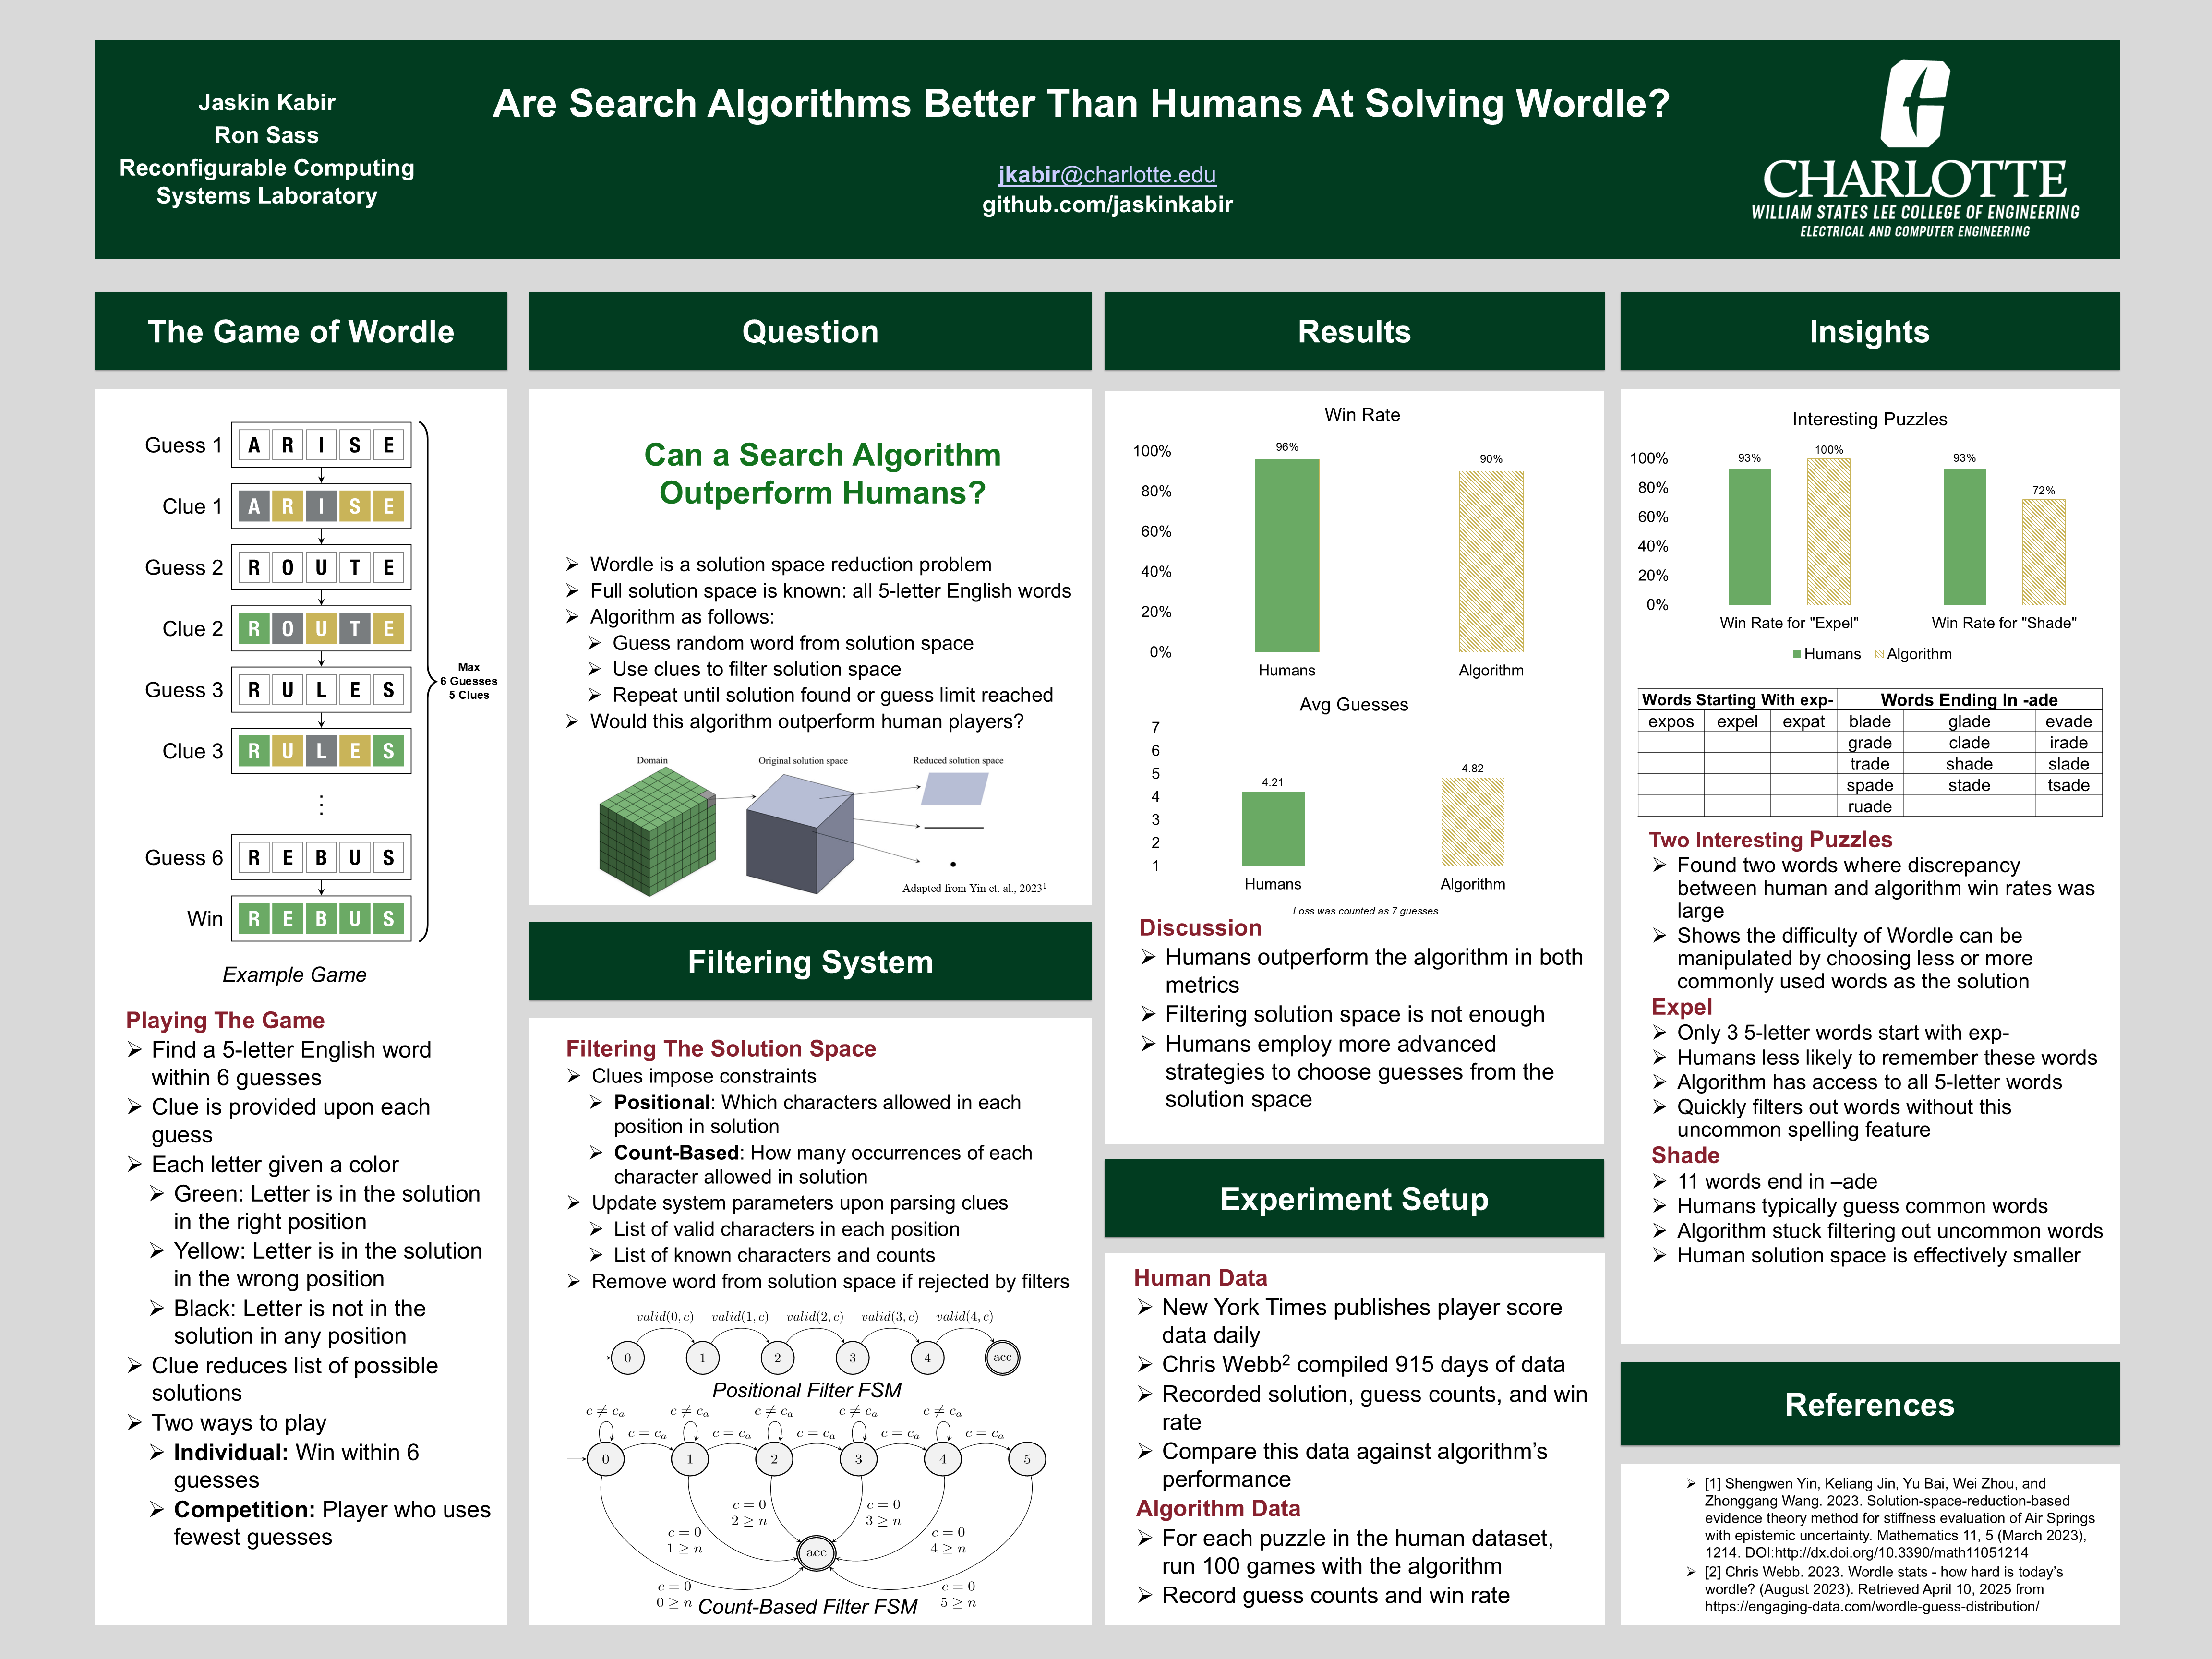 Jaskin Kabir
Ron Sass
Reconfigurable Computing
Systems Laboratory
Are Search Algorithms Better Than Humans At Solving Wordle?
jkabir@charlotte.edu
github.com/jaskinkabir
CHARLOTTE
WILLIAM STATES LEE COLLEGE OF ENGINEERING
ELECTRICAL AND COMPUTER ENGINEERING
The Game of Wordle
Guess 1 A R I S E
Clue 1 A R I S E
Guess 2 R O U T E
Clue 2 R O U T E
Guess 3 R U L E S
Clue 3 R U L E S
⋮
Guess 6 R E B U S
Win R E B U S
Max
6 Guesses
5 Clues
Example Game
Playing The Game
➢ Find a 5-letter English word
within 6 guesses
➢ Clue is provided upon each
guess
➢ Each letter given a color
➢ Green: Letter is in the solution
in the right position
➢ Yellow: Letter is in the solution
in the wrong position
➢ Black: Letter is not in the
solution in any position
➢ Clue reduces list of possible
solutions
➢ Two ways to play
➢ Individual: Win within 6
guesses
➢ Competition: Player who uses
fewest guesses
Question
Can a Search Algorithm
Outperform Humans?
➢ Wordle is a solution space reduction problem
➢ Full solution space is known: all 5-letter English words
➢ Algorithm as follows:
➢ Guess random word from solution space
➢ Use clues to filter solution space
➢ Repeat until solution found or guess limit reached
➢ Would this algorithm outperform human players?
Domain Original solution space Reduced solution space
Adapted from Yin et. al., 2023¹
Filtering System
Filtering The Solution Space
➢ Clues impose constraints
➢ Positional: Which characters allowed in each
position in solution
➢ Count-Based: How many occurrences of each
character allowed in solution
➢ Update system parameters upon parsing clues
➢ List of valid characters in each position
➢ List of known characters and counts
➢ Remove word from solution space if rejected by filters
valid(0, c) valid(1, c) valid(2, c) valid(3, c) valid(4, c)
0 1 2 3 4 acc
Positional Filter FSM
c ≠ cₐ c ≠ cₐ c ≠ cₐ c ≠ cₐ c ≠ cₐ
c = cₐ c = cₐ c = cₐ c = cₐ c = cₐ
0 1 2 3 4 5
c = 0 c = 0
2 ≥ n 3 ≥ n
c = 0 c = 0
1 ≥ n 4 ≥ n
acc
c = 0 c = 0
0 ≥ n 5 ≥ n
Count-Based Filter FSM
Results
Win Rate
100%
80%
60%
40%
20%
0%
96% 90%
Humans Algorithm
Avg Guesses
7
6
5
4
3
2
1
4.21 4.82
Humans Algorithm
Loss was counted as 7 guesses
Discussion
➢ Humans outperform the algorithm in both
metrics
➢ Filtering solution space is not enough
➢ Humans employ more advanced
strategies to choose guesses from the
solution space
Experiment Setup
Human Data
➢ New York Times publishes player score
data daily
➢ Chris Webb² compiled 915 days of data
➢ Recorded solution, guess counts, and win
rate
➢ Compare this data against algorithm's
performance
Algorithm Data
➢ For each puzzle in the human dataset,
run 100 games with the algorithm
➢ Record guess counts and win rate
Insights
Interesting Puzzles
100%
80%
60%
40%
20%
0%
93% 100% 93% 72%
Win Rate for "Expel" Win Rate for "Shade"
Humans Algorithm
Words Starting With exp- Words Ending In -ade
expos expel expat blade glade evade
grade clade irade
trade shade slade
spade stade tsade
ruade
Two Interesting Puzzles
➢ Found two words where discrepancy
between human and algorithm win rates was
large
➢ Shows the difficulty of Wordle can be
manipulated by choosing less or more
commonly used words as the solution
Expel
➢ Only 3 5-letter words start with exp-
➢ Humans less likely to remember these words
➢ Algorithm has access to all 5-letter words
➢ Quickly filters out words without this
uncommon spelling feature
Shade
➢ 11 words end in –ade
➢ Humans typically guess common words
➢ Algorithm stuck filtering out uncommon words
➢ Human solution space is effectively smaller
References
➢ [1] Shengwen Yin, Keliang Jin, Yu Bai, Wei Zhou, and
Zhonggang Wang. 2023. Solution-space-reduction-based
evidence theory method for stiffness evaluation of Air Springs
with epistemic uncertainty. Mathematics 11, 5 (March 2023),
1214. DOI:http://dx.doi.org/10.3390/math11051214
➢ [2] Chris Webb. 2023. Wordle stats - how hard is today's
wordle? (August 2023). Retrieved April 10, 2025 from
https://engaging-data.com/wordle-guess-distribution/